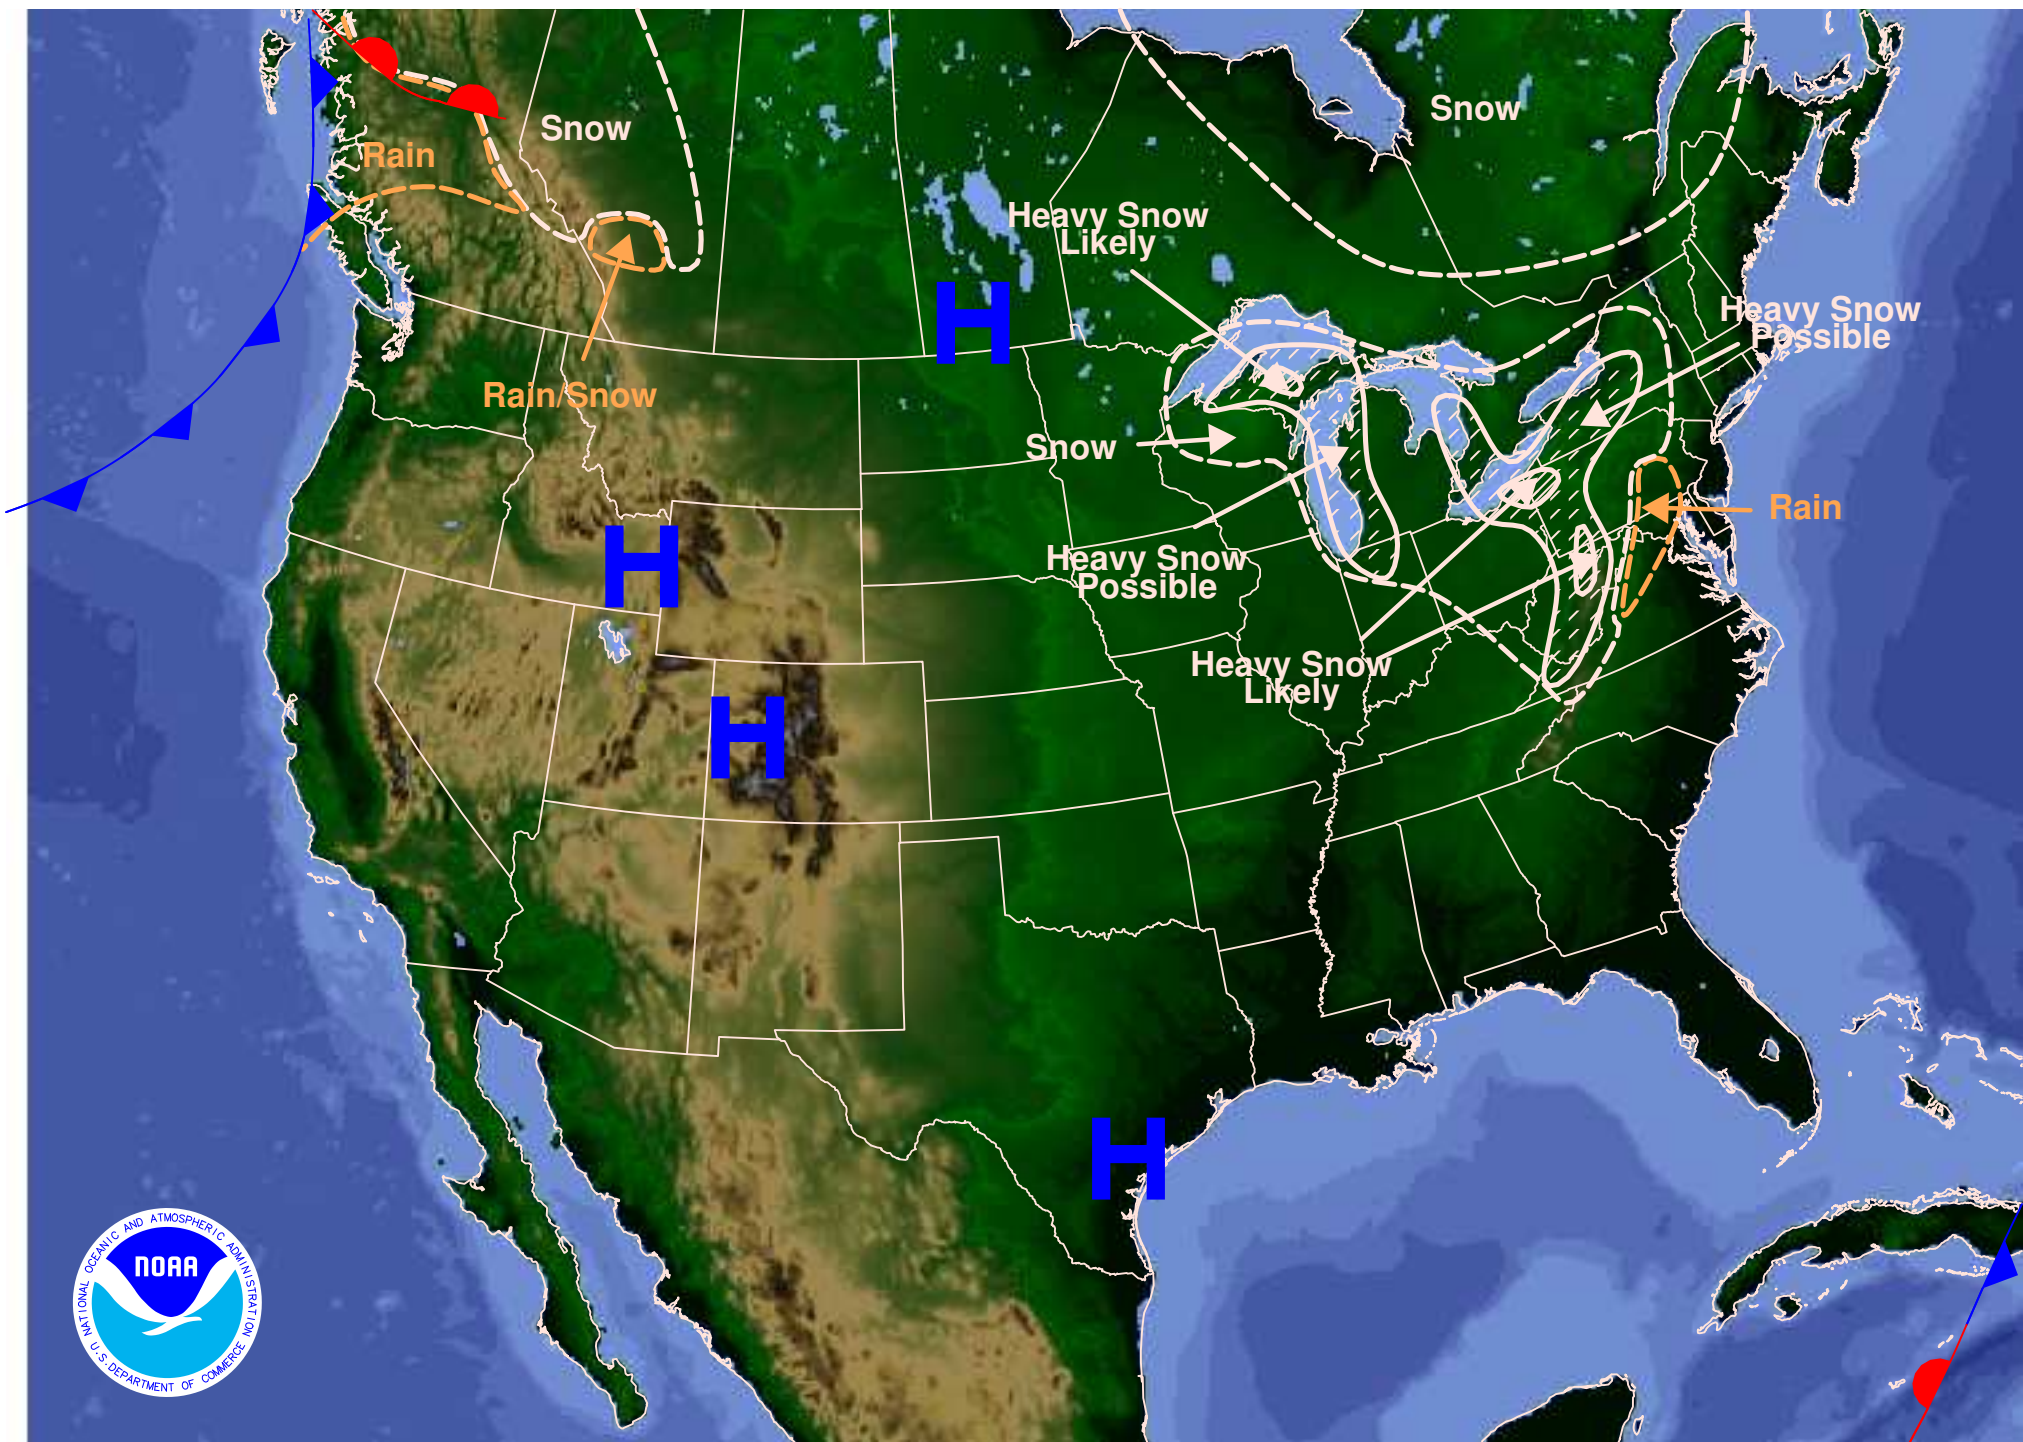 Snow
Snow
Rain
Heavy Snow
Likely
Heavy Snow
Possible
Rain/Snow
Snow
Rain
Heavy Snow
Possible
Heavy Snow
Likely
H
H
H
H
NATIONAL OCEANIC AND ATMOSPHERIC ADMINISTRATION
NOAA
U.S. DEPARTMENT OF COMMERCE